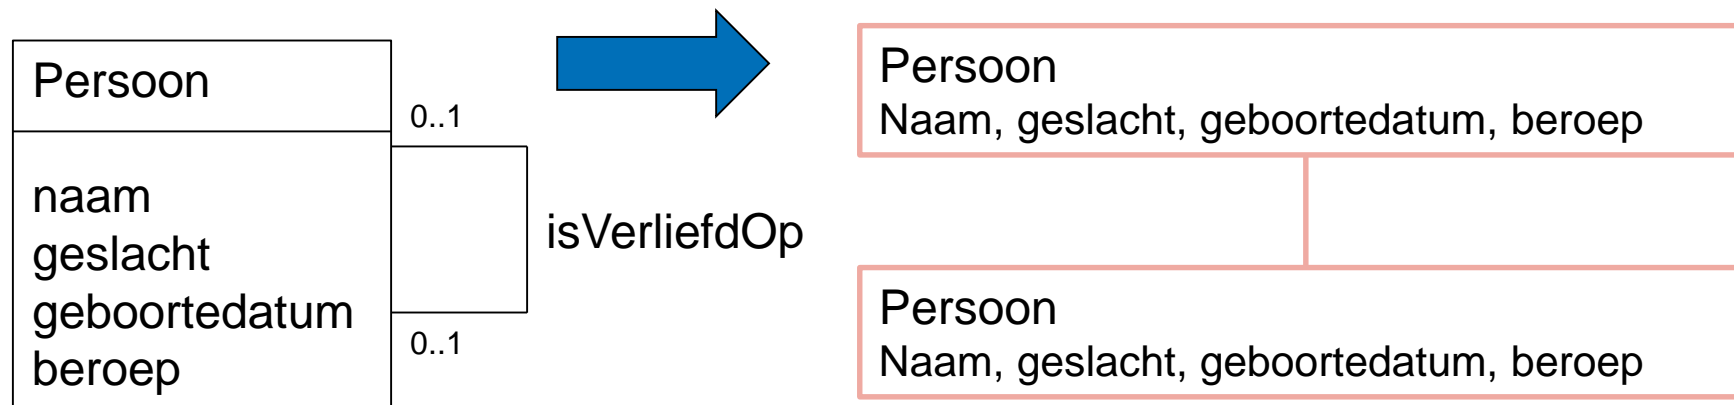 Persoon
naam
geslacht
geboortedatum
beroep
0..1
isVerliefdOp
0..1
Persoon
Naam, geslacht, geboortedatum, beroep
Persoon
Naam, geslacht, geboortedatum, beroep